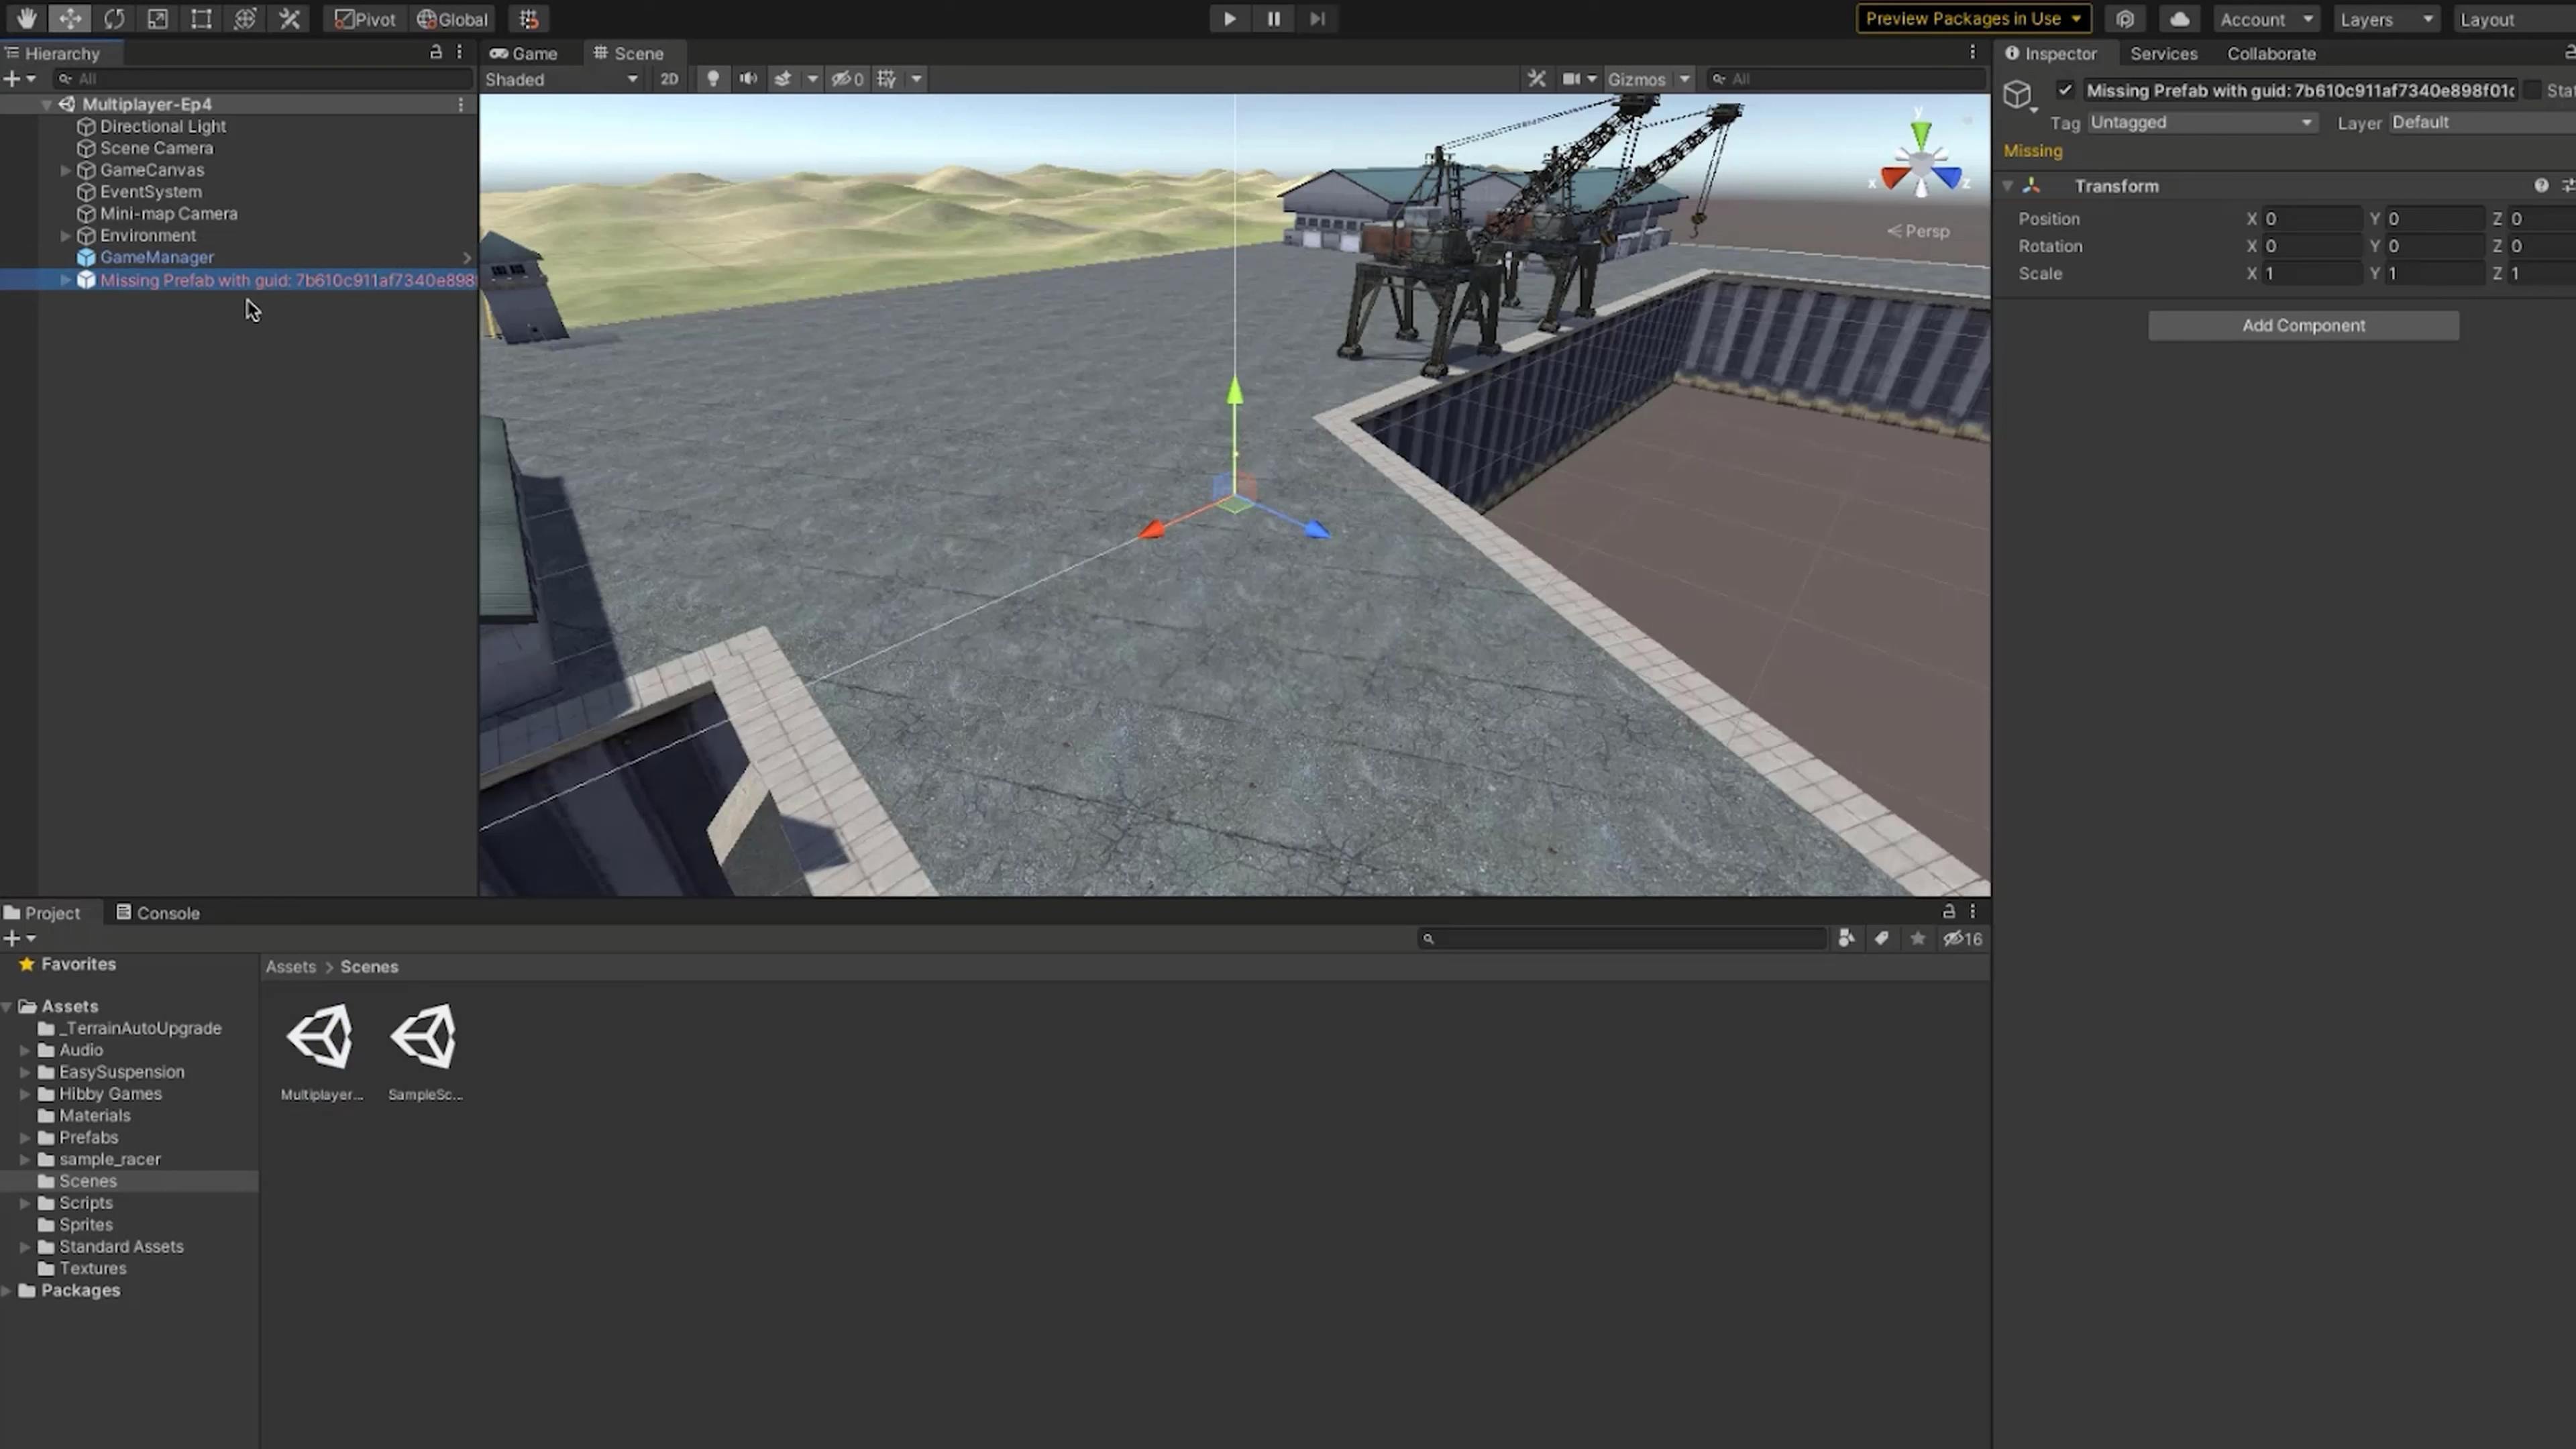 Pivot Global Preview Packages in Use Account Layers Layout
Hierarchy Game Scene Inspector Services Collaborate
All Shaded 2D 0 Gizmos All
Missing Prefab with guid: 7b610c911af7340e898f01c
Multiplayer-Ep4
Tag Untagged Layer Default
Directional Light
Scene Camera
Missing
GameCanvas
Transform
EventSystem
Mini-map Camera
Position X 0 Y 0 Z 0
Environment
Rotation X 0 Y 0 Z 0
GameManager
Scale X 1 Y 1 Z 1
Missing Prefab with guid: 7b610c911af7340e898
Add Component
y
x z
Persp
Project Console
16
Favorites
Assets > Scenes
Assets
_TerrainAutoUpgrade
Audio
EasySuspension
Hibby Games
Materials
Prefabs
sample_racer
Scenes
Scripts
Sprites
Standard Assets
Textures
Packages
Multiplayer... SampleSc...